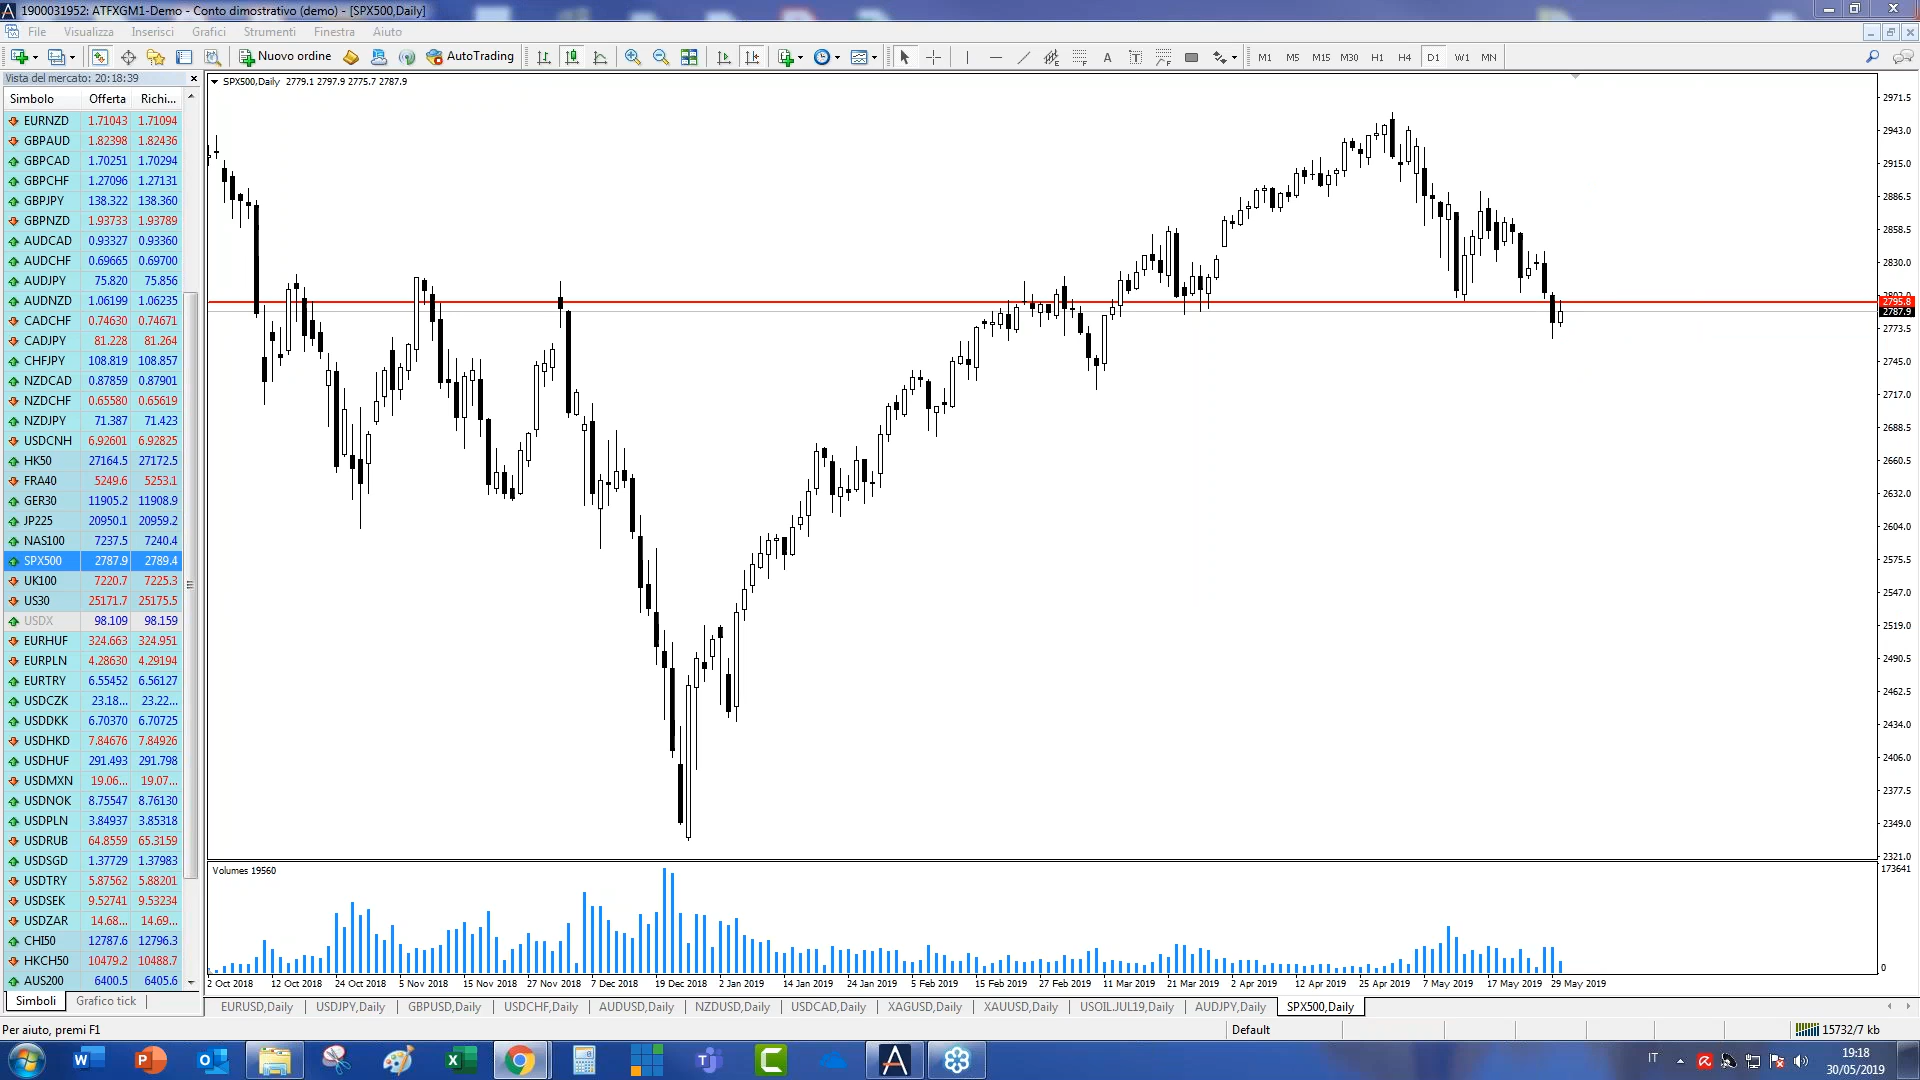 1900031952: ATFXGM1-Demo - Conto dimostrativo (demo) - [SPX500,Daily]
File Visualizza Inserisci Grafici Strumenti Finestra Aiuto
Nuovo ordine AutoTrading A T M1 M5 M15 M30 H1 H4 D1 W1 MN
Vista del mercato: 20:18:39
Simbolo Offerta Richi...
EURNZD 1.71043 1.71094
GBPAUD 1.82398 1.82436
GBPCAD 1.70251 1.70294
GBPCHF 1.27096 1.27131
GBPJPY 138.322 138.360
GBPNZD 1.93733 1.93789
AUDCAD 0.93327 0.93360
AUDCHF 0.69665 0.69700
AUDJPY 75.820 75.856
AUDNZD 1.06199 1.06235
CADCHF 0.74630 0.74671
CADJPY 81.228 81.264
CHFJPY 108.819 108.857
NZDCAD 0.87859 0.87901
NZDCHF 0.65580 0.65619
NZDJPY 71.387 71.423
USDCNH 6.92601 6.92825
HK50 27164.5 27172.5
FRA40 5249.6 5253.1
GER30 11905.2 11908.9
JP225 20950.1 20959.2
NAS100 7237.5 7240.4
SPX500 2787.9 2789.4
UK100 7220.7 7225.3
US30 25171.7 25175.5
USDX 98.109 98.159
EURHUF 324.663 324.951
EURPLN 4.28630 4.29194
EURTRY 6.55452 6.56127
USDCZK 23.18... 23.22...
USDDKK 6.70370 6.70725
USDHKD 7.84676 7.84926
USDHUF 291.493 291.798
USDMXN 19.06... 19.07...
USDNOK 8.75547 8.76130
USDPLN 3.84937 3.85318
USDRUB 64.8559 65.3159
USDSGD 1.37729 1.37983
USDTRY 5.87562 5.88201
USDSEK 9.52741 9.53234
USDZAR 14.68... 14.69...
CHI50 12787.6 12796.3
HKCH50 10479.2 10488.7
AUS200 6400.5 6405.6
Simboli Grafico tick
SPX500,Daily 2779.1 2797.9 2775.7 2787.9
2971.5
2943.0
2915.0
2886.5
2858.5
2830.0
2795.8
2787.9
2773.5
2745.0
2717.0
2688.5
2660.5
2632.0
2604.0
2575.5
2547.0
2519.0
2490.5
2462.5
2434.0
2406.0
2377.5
2349.0
2321.0
Volumes 19560
173641
0
2 Oct 2018 12 Oct 2018 24 Oct 2018 5 Nov 2018 15 Nov 2018 27 Nov 2018 7 Dec 2018 19 Dec 2018 2 Jan 2019 14 Jan 2019 24 Jan 2019 5 Feb 2019 15 Feb 2019 27 Feb 2019 11 Mar 2019 21 Mar 2019 2 Apr 2019 12 Apr 2019 25 Apr 2019 7 May 2019 17 May 2019 29 May 2019
EURUSD,Daily USDJPY,Daily GBPUSD,Daily USDCHF,Daily AUDUSD,Daily NZDUSD,Daily USDCAD,Daily XAGUSD,Daily XAUUSD,Daily USOIL.JUL19,Daily AUDJPY,Daily SPX500,Daily
Per aiuto, premi F1 Default 15732/7 kb
IT 19:18
30/05/2019